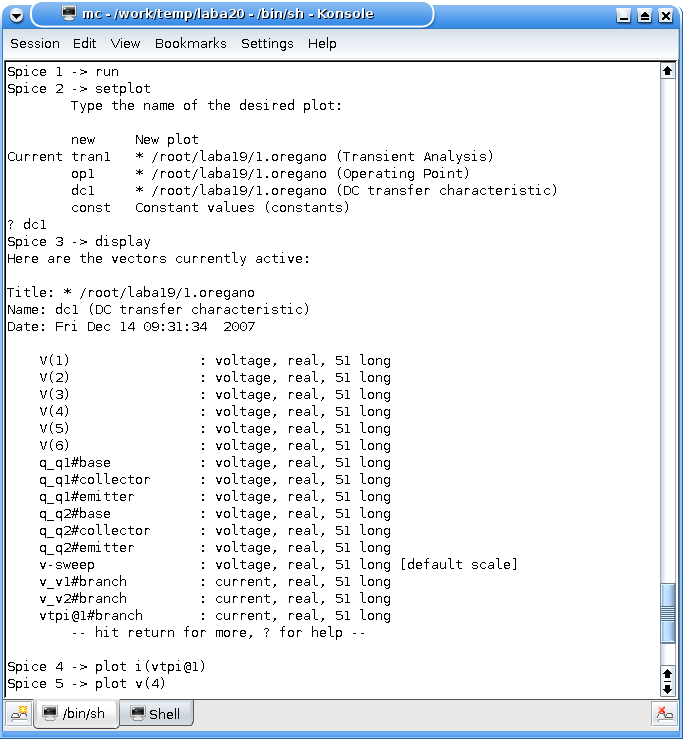 mc - /work/temp/laba20 - /bin/sh - Konsole
Session Edit View Bookmarks Settings Help
Spice 1 -> run
Spice 2 -> setplot
Type the name of the desired plot:
new New plot
Current tran1 * /root/laba19/1.oregano (Transient Analysis)
op1 * /root/laba19/1.oregano (Operating Point)
dc1 * /root/laba19/1.oregano (DC transfer characteristic)
const Constant values (constants)
? dc1
Spice 3 -> display
Here are the vectors currently active:
Title: * /root/laba19/1.oregano
Name: dc1 (DC transfer characteristic)
Date: Fri Dec 14 09:31:34 2007
V(1) : voltage, real, 51 long
V(2) : voltage, real, 51 long
V(3) : voltage, real, 51 long
V(4) : voltage, real, 51 long
V(5) : voltage, real, 51 long
V(6) : voltage, real, 51 long
q_q1#base : voltage, real, 51 long
q_q1#collector : voltage, real, 51 long
q_q1#emitter : voltage, real, 51 long
q_q2#base : voltage, real, 51 long
q_q2#collector : voltage, real, 51 long
q_q2#emitter : voltage, real, 51 long
v-sweep : voltage, real, 51 long [default scale]
v_v1#branch : current, real, 51 long
v_v2#branch : current, real, 51 long
vtpi@1#branch : current, real, 51 long
-- hit return for more, ? for help --
Spice 4 -> plot i(vtpi@1)
Spice 5 -> plot v(4)
/bin/sh Shell